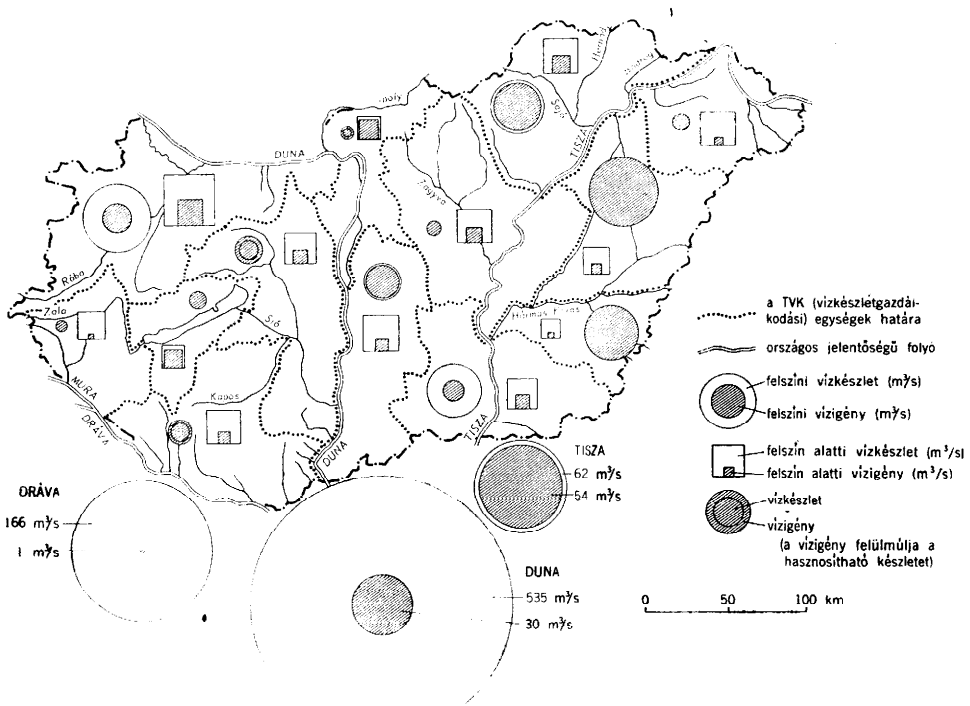 Hernád
Bodrog
Ipoly
Sajó
TISZA
DUNA
Zagyva
Rába
Zala
Sió
Kapos
MURA
DRÁVA
DUNA
TISZA
a TVK (vízkészletgazdál-
kodási) egységek határa
országos jelentőségű folyó
felszíni vízkészlet (m³/s)
felszíni vízigény (m³/s)
felszín alatti vízkészlet (m³/s)
felszín alatti vízigény (m³/s)
vízkészlet
vízigény
(a vízigény felülmúlja a
hasznosítható készletet)
0 50 100 km
TISZA
62 m³/s
54 m³/s
DRÁVA
166 m³/s
1 m³/s
DUNA
535 m³/s
30 m³/s